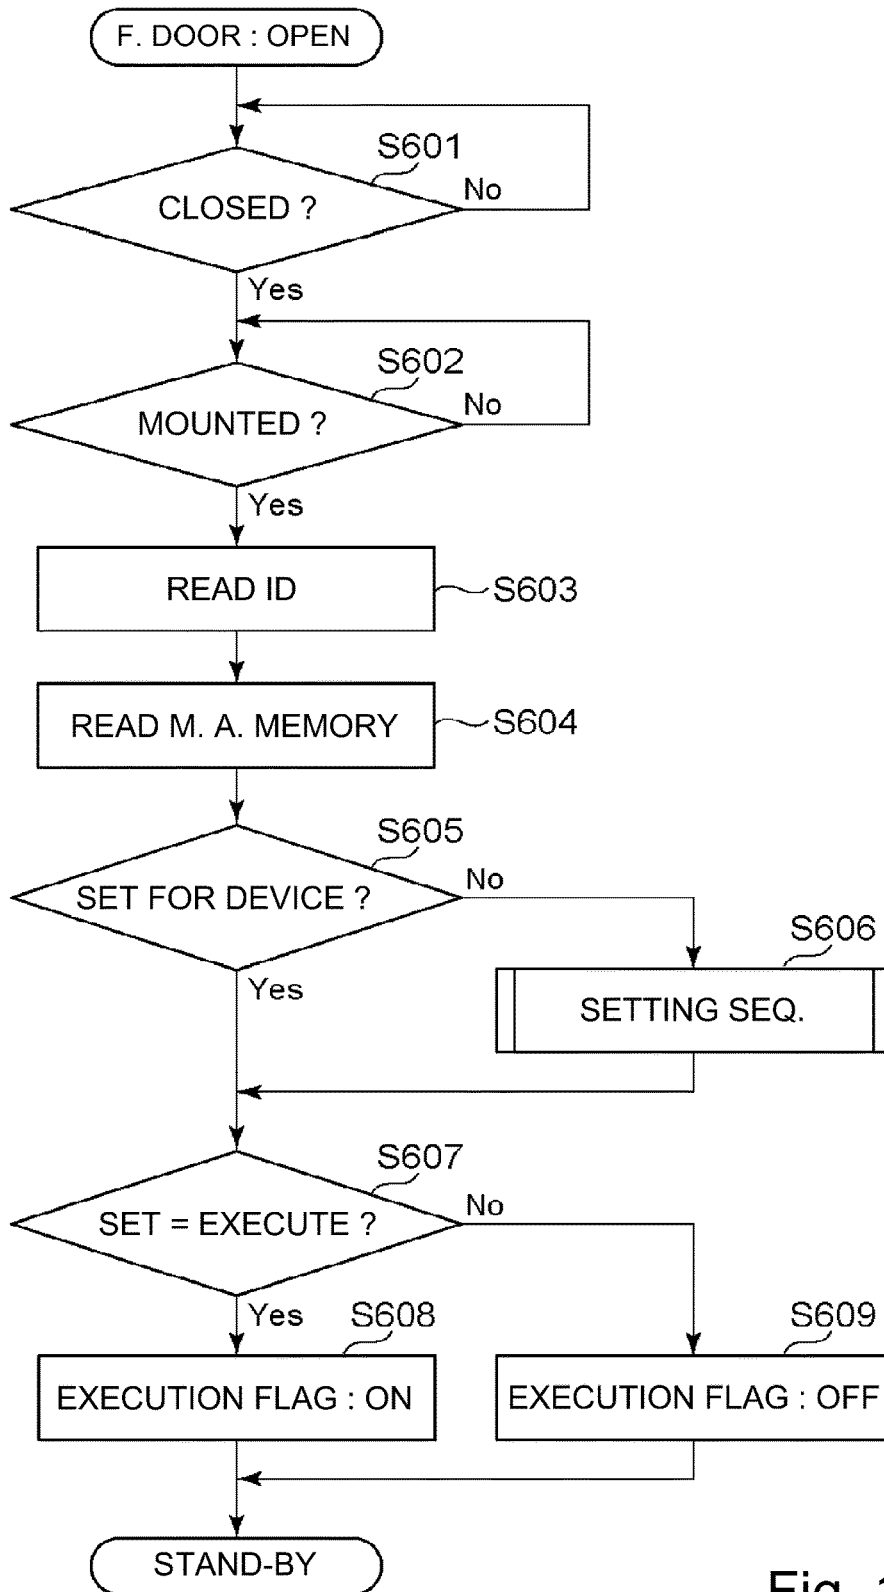 F. DOOR : OPEN
S601
CLOSED ?
No
Yes
S602
MOUNTED ?
No
Yes
READ ID
S603
READ M. A. MEMORY
S604
S605
SET FOR DEVICE ?
No
Yes
S606
SETTING SEQ.
S607
SET = EXECUTE ?
No
Yes
S608
S609
EXECUTION FLAG : ON
EXECUTION FLAG : OFF
STAND-BY
Fig.